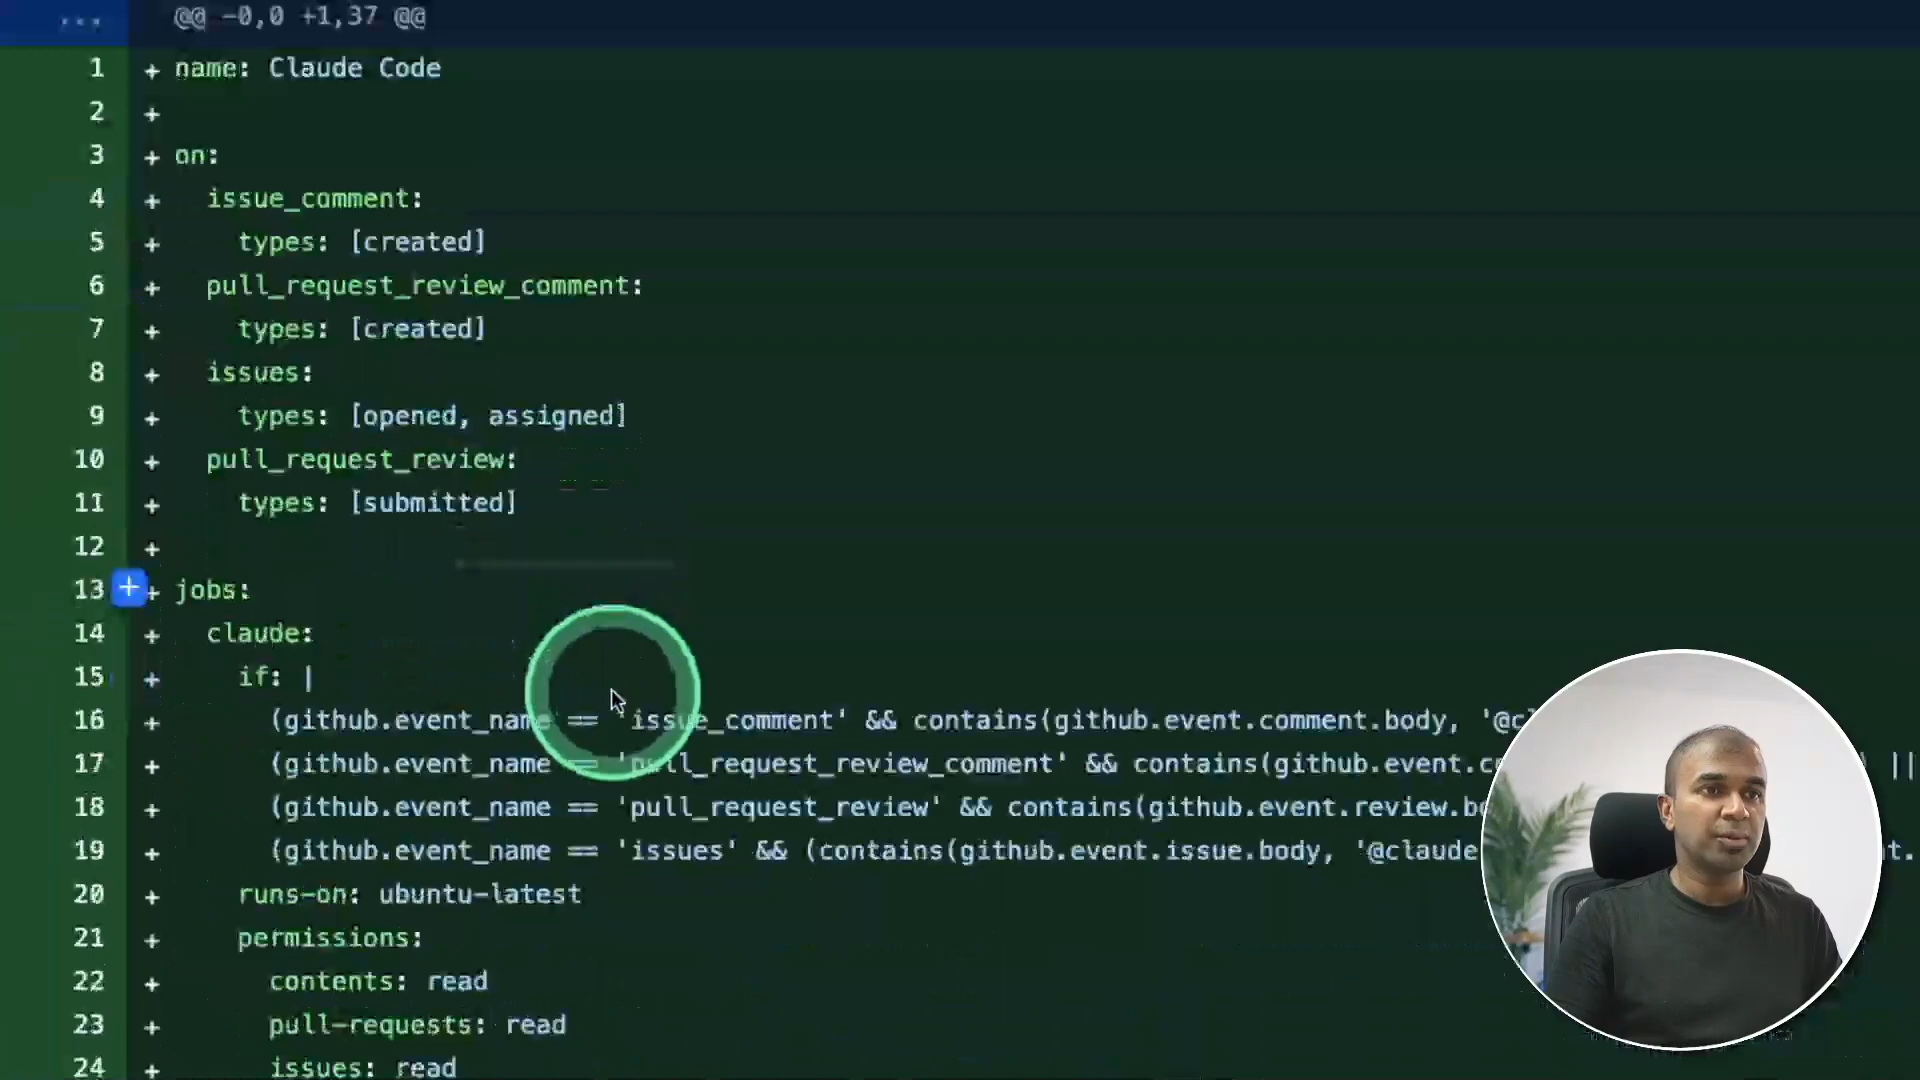 ... @@ -0,0 +1,37 @@
1 + name: Claude Code
2 +
3 + on:
4 + issue_comment:
5 + types: [created]
6 + pull_request_review_comment:
7 + types: [created]
8 + issues:
9 + types: [opened, assigned]
10 + pull_request_review:
11 + types: [submitted]
12 +
13 + + jobs:
14 + claude:
15 + if: |
16 + (github.event_name == 'issue_comment' && contains(github.event.comment.body, '@cl
17 + (github.event_name == 'pull_request_review_comment' && contains(github.event.co ) ||
18 + (github.event_name == 'pull_request_review' && contains(github.event.review.bo
19 + (github.event_name == 'issues' && (contains(github.event.issue.body, '@claude t.
20 + runs-on: ubuntu-latest
21 + permissions:
22 + contents: read
23 + pull-requests: read
24 + issues: read